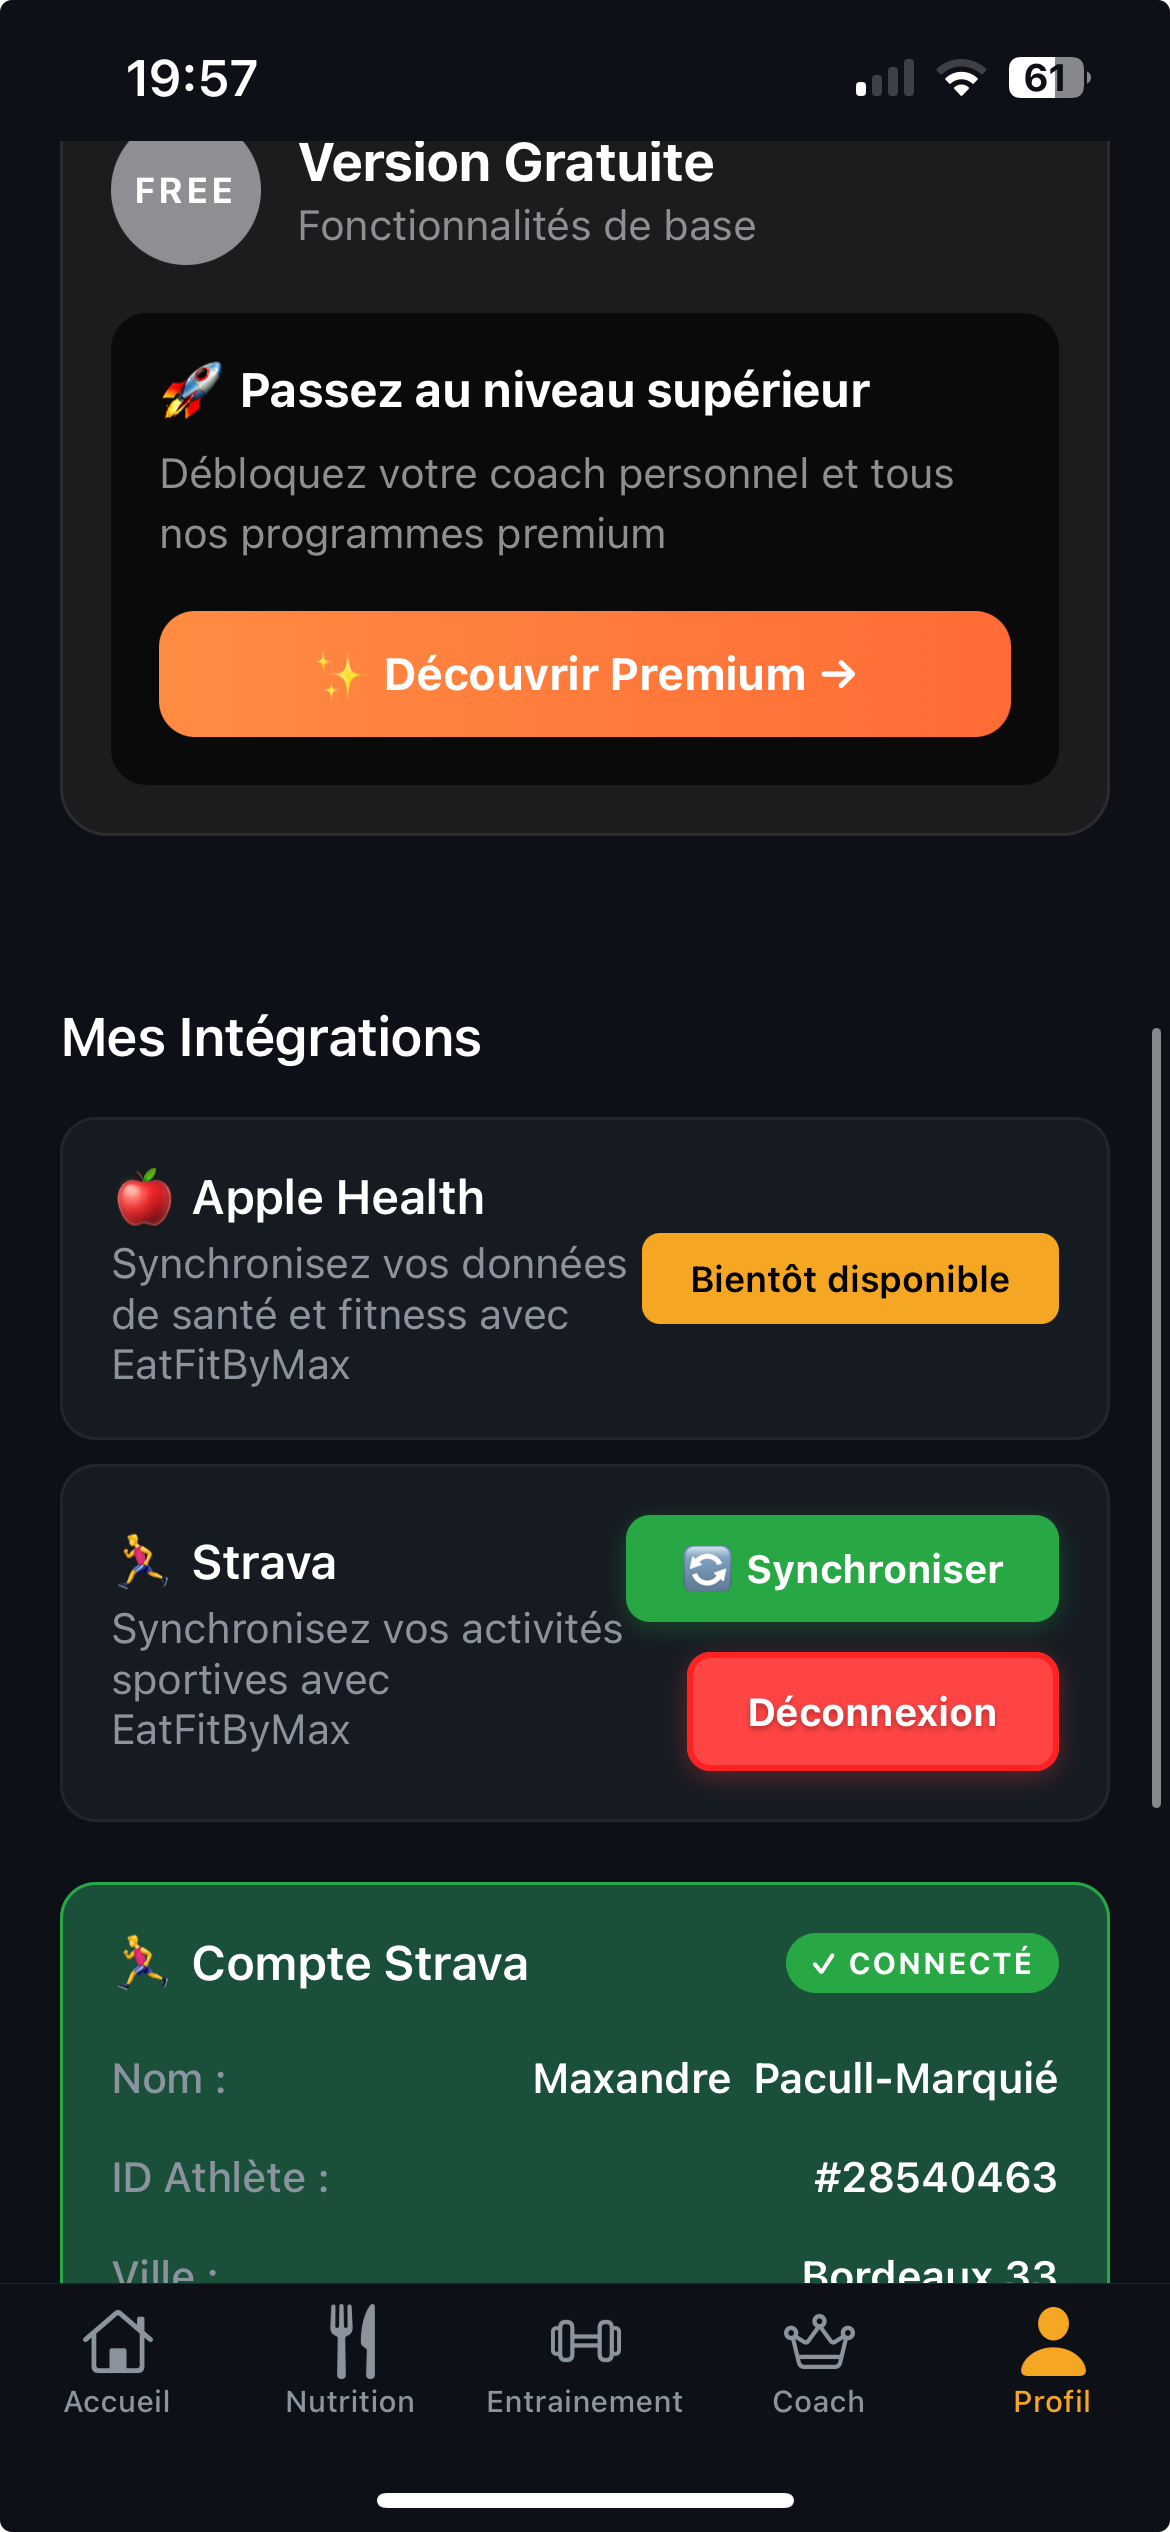 19:57
61
FREE
Version Gratuite
Fonctionnalités de base
🚀 Passez au niveau supérieur
Débloquez votre coach personnel et tous
nos programmes premium
✨ Découvrir Premium →
Mes Intégrations
🍎 Apple Health
Synchronisez vos données
de santé et fitness avec
EatFitByMax
Bientôt disponible
🏃 Strava
Synchronisez vos activités
sportives avec
EatFitByMax
🔄 Synchroniser
Déconnexion
🏃 Compte Strava
✓ CONNECTÉ
Nom :
Maxandre  Pacull-Marquié
ID Athlète :
#28540463
Ville :
Bordeaux 33
Accueil
Nutrition
Entrainement
Coach
Profil